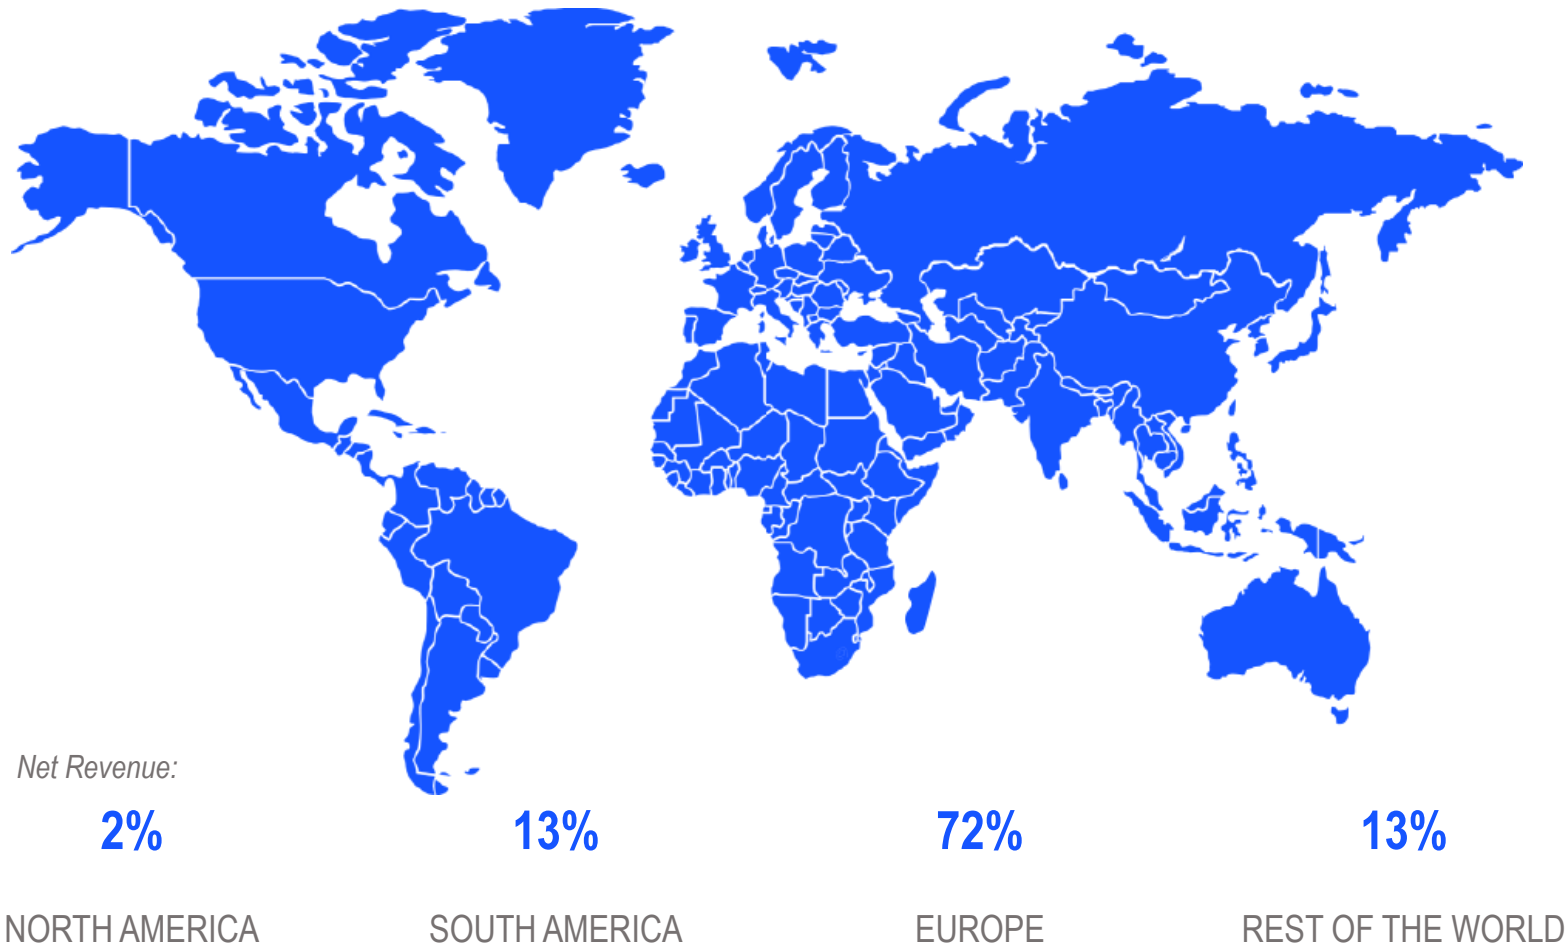 Net Revenue:
2% 13% 72% 13%
NORTH AMERICA SOUTH AMERICA EUROPE REST OF THE WORLD